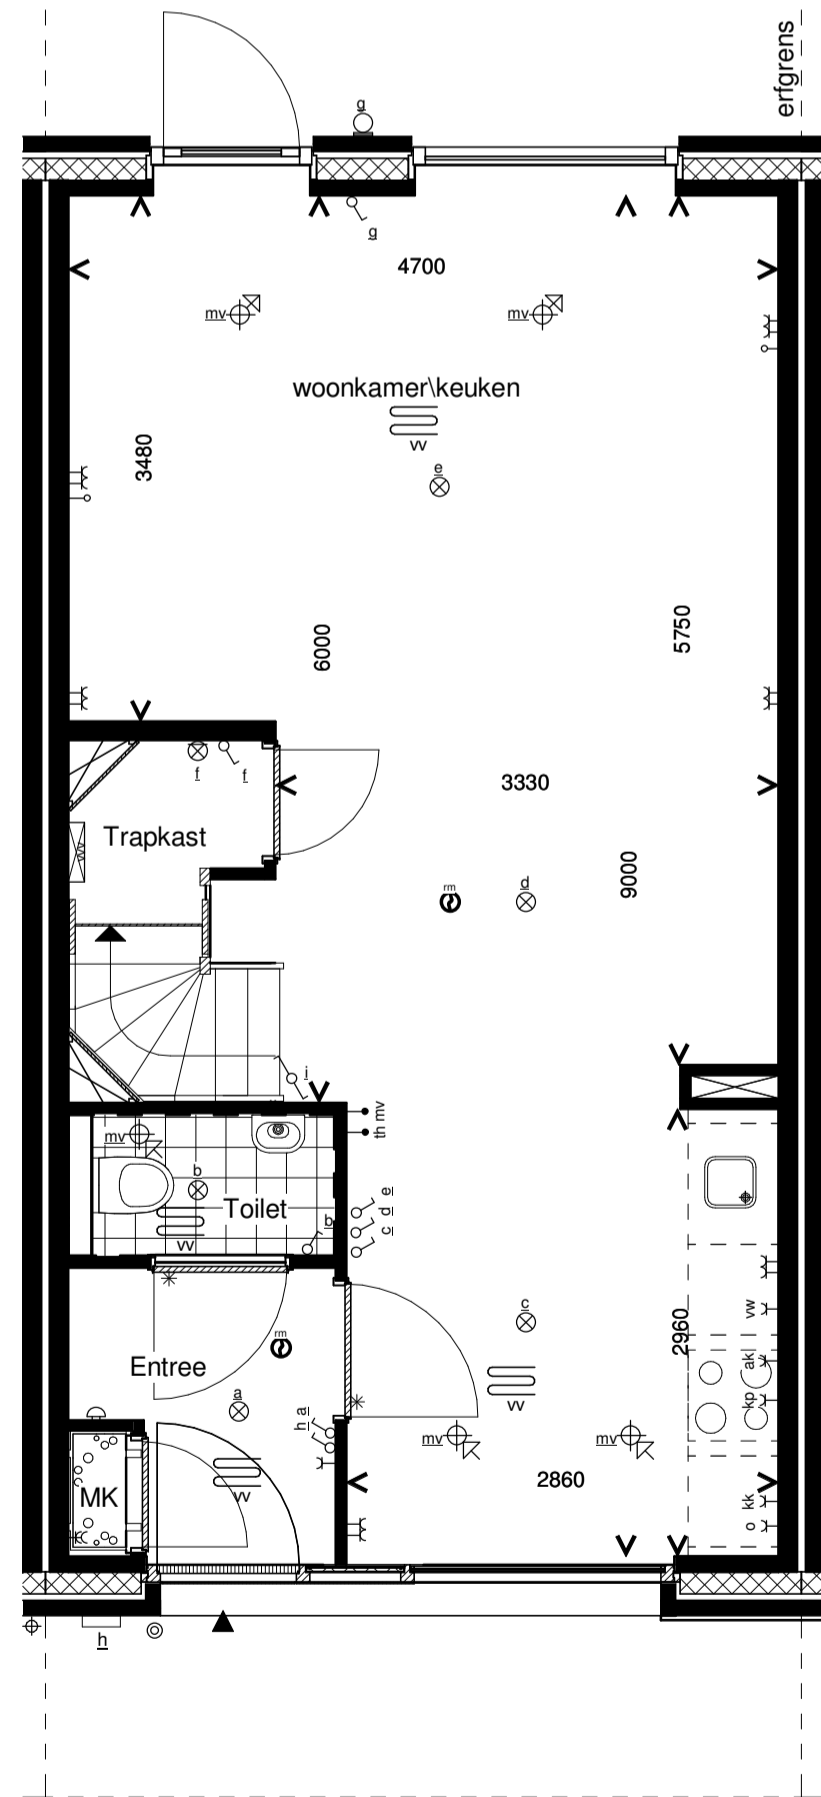 erfgrens
g
g
4700
mv
mv
woonkamer\keuken
vv
3480
e
6000
5750
f
f
3330
Trapkast
vv
rm
d
9000
i
mv
th mv
b
Toilet
b
vv
e
d
c
c
2960
vw
ak
kp
rm
Entree
a
h a
vv
mv
mv
vv
MK
2860
kk
o
h